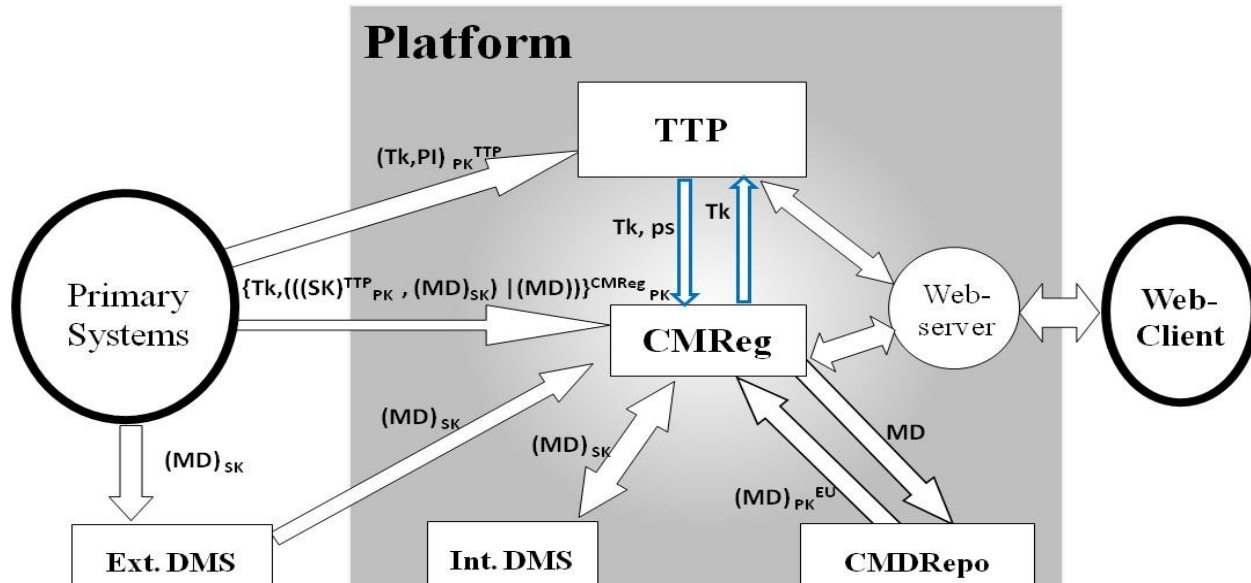 Platform
TTP
(Tk,PI) PK TTP
Tk, ps
Tk
Primary
Systems
{Tk,(((SK)TTP PK , (MD)SK) |(MD))}CMReg PK
Web-
server
Web-
Client
CMReg
(MD) SK
(MD) SK
(MD) SK
MD
(MD) PK EU
Ext. DMS
Int. DMS
CMDRepo